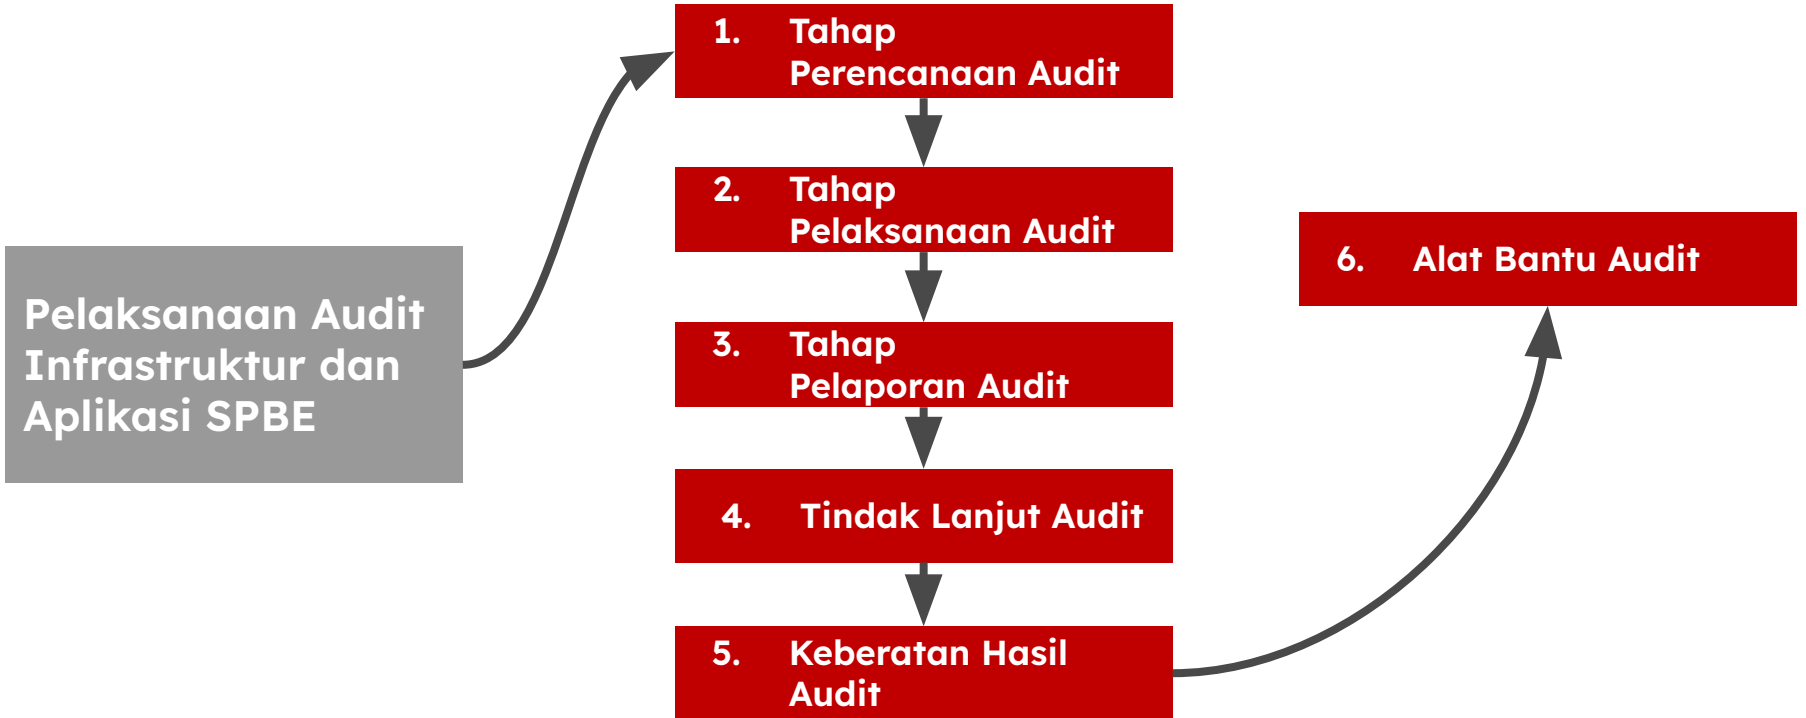 Pelaksanaan Audit
Infrastruktur dan
Aplikasi SPBE
1. Tahap
Perencanaan Audit
2. Tahap
Pelaksanaan Audit
3. Tahap
Pelaporan Audit
4. Tindak Lanjut Audit
5. Keberatan Hasil
Audit
6. Alat Bantu Audit